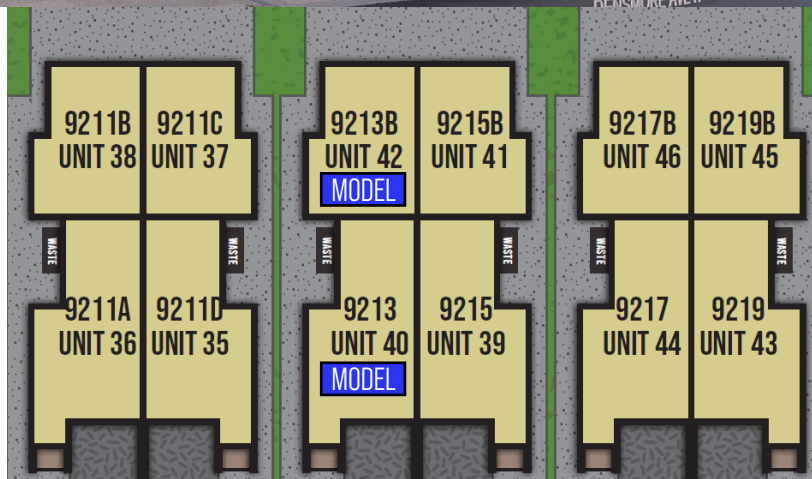 DENSMORE AVE N
9211B
UNIT 38
9211C
UNIT 37
9213B
UNIT 42
MODEL
9215B
UNIT 41
9217B
UNIT 46
9219B
UNIT 45
WASTE
WASTE
WASTE
WASTE
WASTE
WASTE
9211A
UNIT 36
9211D
UNIT 35
9213
UNIT 40
MODEL
9215
UNIT 39
9217
UNIT 44
9219
UNIT 43